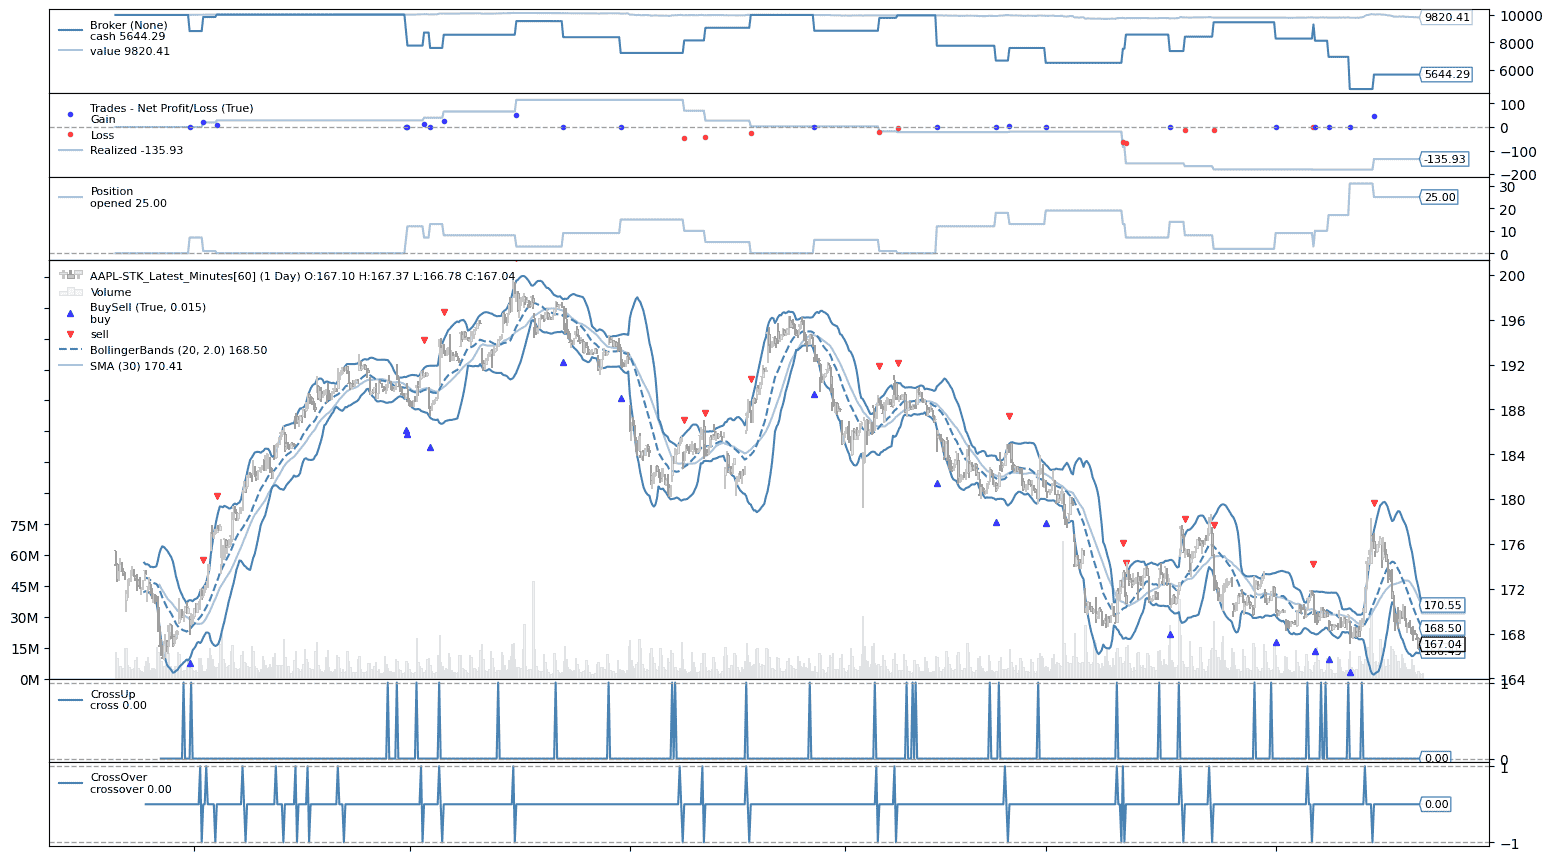 Broker (None)
cash 5644.29
value 9820.41
9820.41
5644.29
10000
8000
6000
Trades - Net Profit/Loss (True)
Gain
Loss
Realized -135.93
-135.93
100
0
−100
−200
Position
opened 25.00
25.00
30
20
10
0
AAPL-STK_Latest_Minutes[60] (1 Day) O:167.10 H:167.37 L:166.78 C:167.04
Volume
BuySell (True, 0.015)
buy
sell
BollingerBands (20, 2.0) 168.50
SMA (30) 170.41
75M
60M
45M
30M
15M
0M
200
196
192
188
184
180
176
172
168
164
170.55
168.50
167.04
CrossUp
cross 0.00
0.00
1
0
CrossOver
crossover 0.00
0.00
1
−1